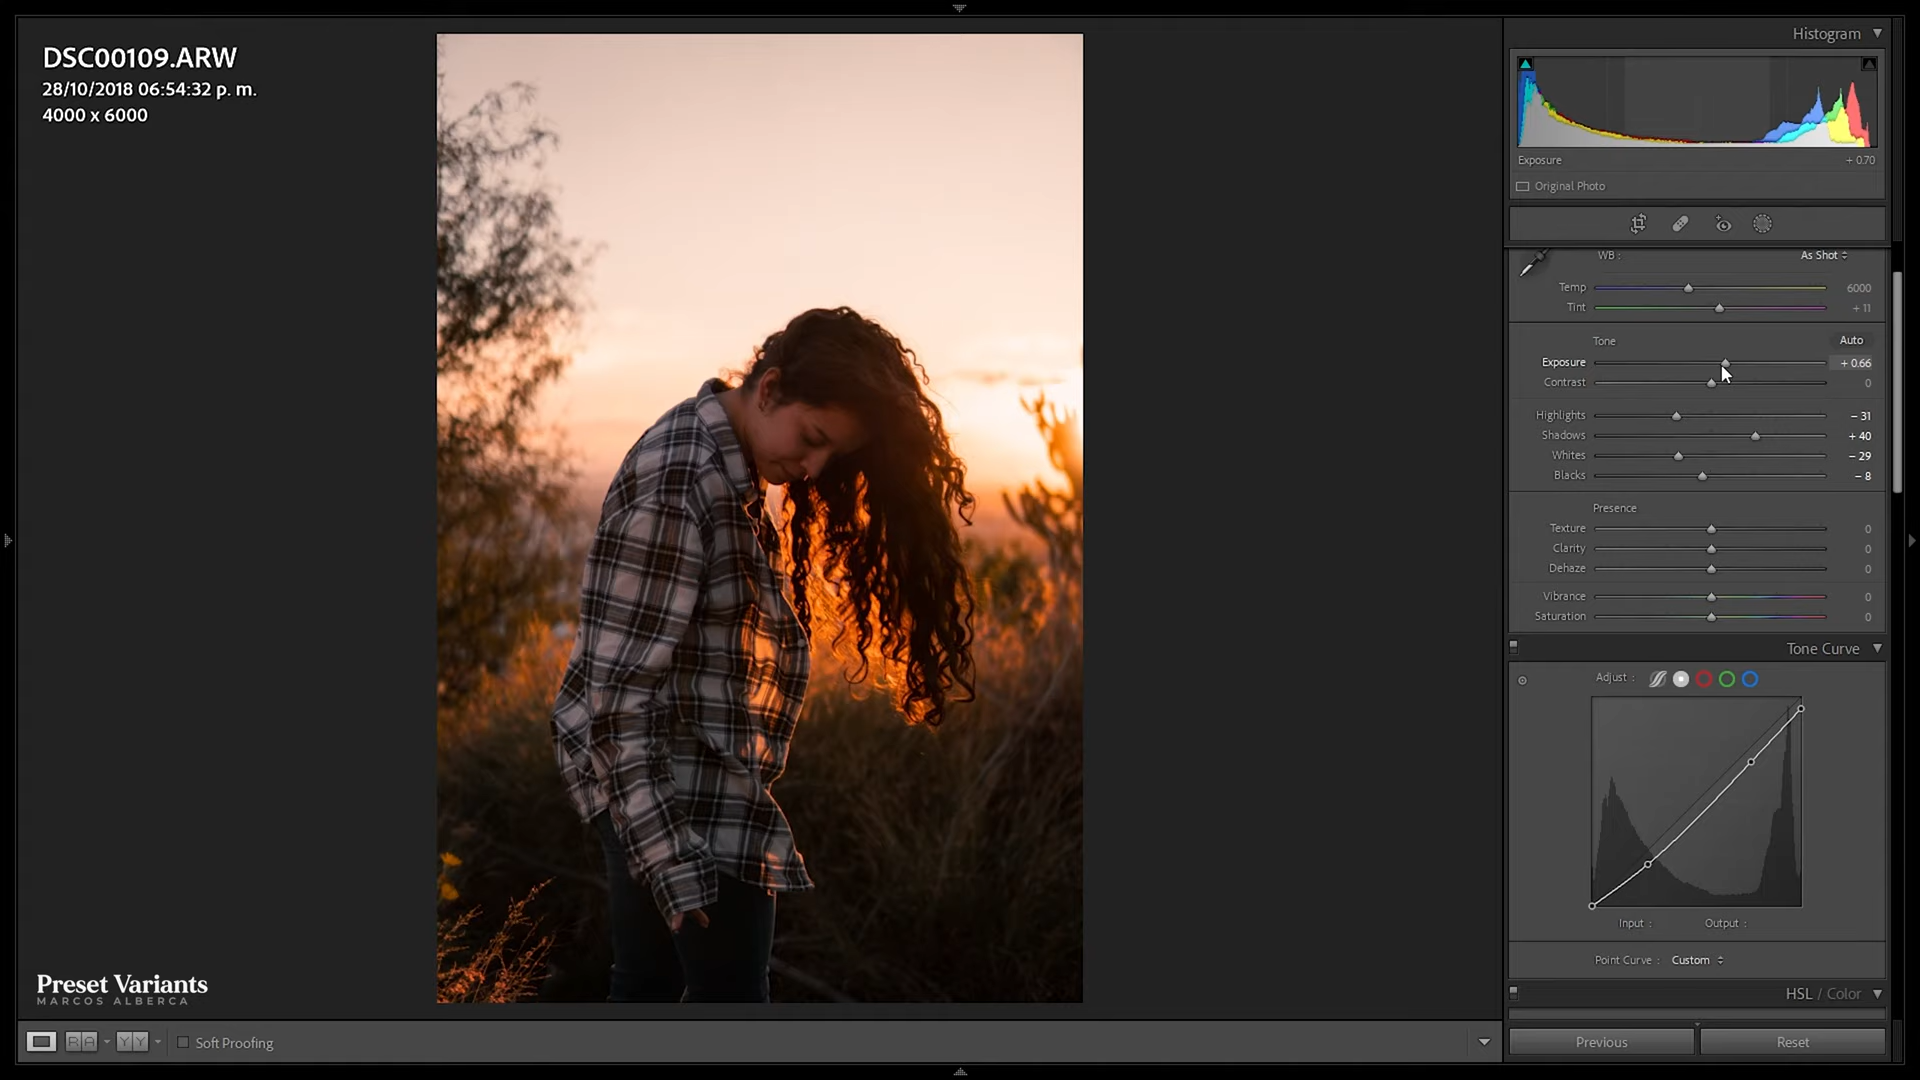 DSC00109.ARW
28/10/2018 06:54:32 p. m.
4000 x 6000
Histogram
Exposure + 0.70
Original Photo
WB : As Shot
Temp 6000
Tint + 11
Tone Auto
Exposure + 0.66
Contrast 0
Highlights – 31
Shadows + 40
Whites – 29
Blacks – 8
Presence
Texture 0
Clarity 0
Dehaze 0
Vibrance 0
Saturation 0
Tone Curve
Adjust :
Input : Output :
Point Curve : Custom
HSL / Color
Previous Reset
Preset Variants
MARCOS ALBERCA
R A Y Y Soft Proofing